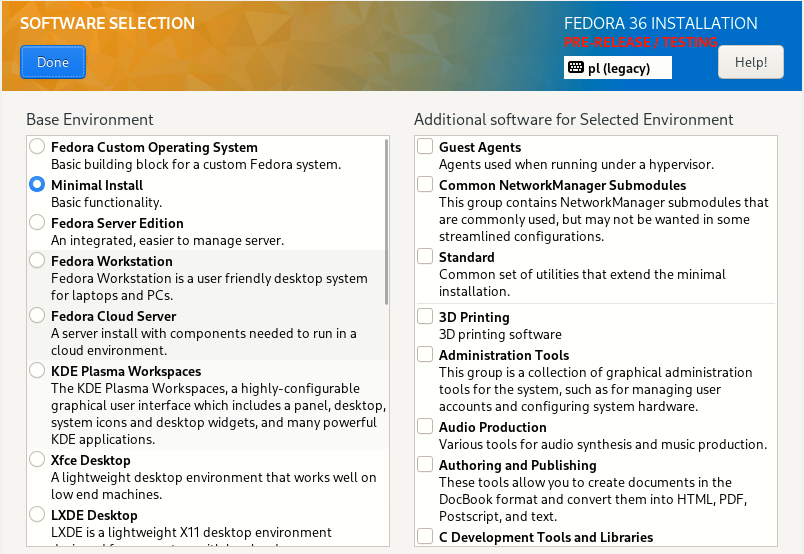 SOFTWARE SELECTION
FEDORA 36 INSTALLATION
PRE-RELEASE / TESTING
Done
pl (legacy)
Help!
Base Environment
Fedora Custom Operating System
Basic building block for a custom Fedora system.
Minimal Install
Basic functionality.
Fedora Server Edition
An integrated, easier to manage server.
Fedora Workstation
Fedora Workstation is a user friendly desktop system
for laptops and PCs.
Fedora Cloud Server
A server install with components needed to run in a
cloud environment.
KDE Plasma Workspaces
The KDE Plasma Workspaces, a highly-configurable
graphical user interface which includes a panel, desktop,
system icons and desktop widgets, and many powerful
KDE applications.
Xfce Desktop
A lightweight desktop environment that works well on
low end machines.
LXDE Desktop
LXDE is a lightweight X11 desktop environment
Additional software for Selected Environment
Guest Agents
Agents used when running under a hypervisor.
Common NetworkManager Submodules
This group contains NetworkManager submodules that
are commonly used, but may not be wanted in some
streamlined configurations.
Standard
Common set of utilities that extend the minimal
installation.
3D Printing
3D printing software
Administration Tools
This group is a collection of graphical administration
tools for the system, such as for managing user
accounts and configuring system hardware.
Audio Production
Various tools for audio synthesis and music production.
Authoring and Publishing
These tools allow you to create documents in the
DocBook format and convert them into HTML, PDF,
Postscript, and text.
C Development Tools and Libraries